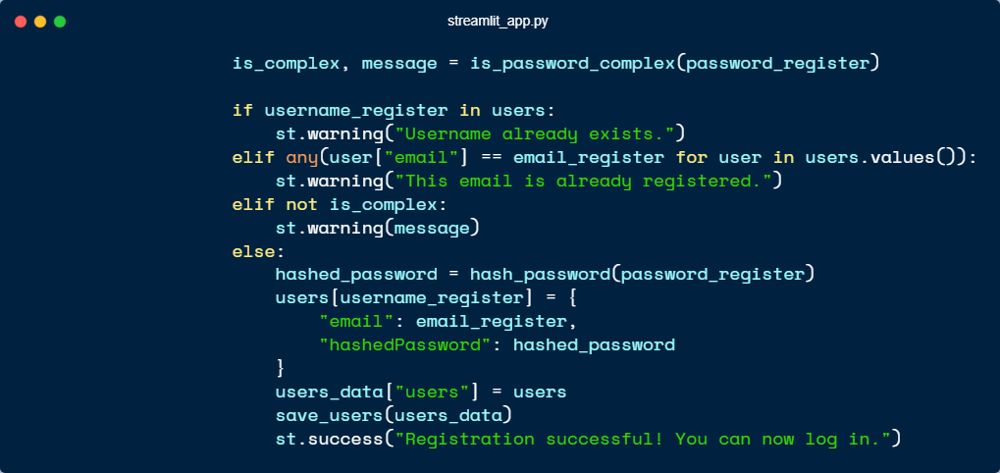 streamlit_app.py
is_complex, message = is_password_complex(password_register)
if username_register in users:
st.warning("Username already exists.")
elif any(user["email"] == email_register for user in users.values()):
st.warning("This email is already registered.")
elif not is_complex:
st.warning(message)
else:
hashed_password = hash_password(password_register)
users[username_register] = {
"email": email_register,
"hashedPassword": hashed_password
}
users_data["users"] = users
save_users(users_data)
st.success("Registration successful! You can now log in.")